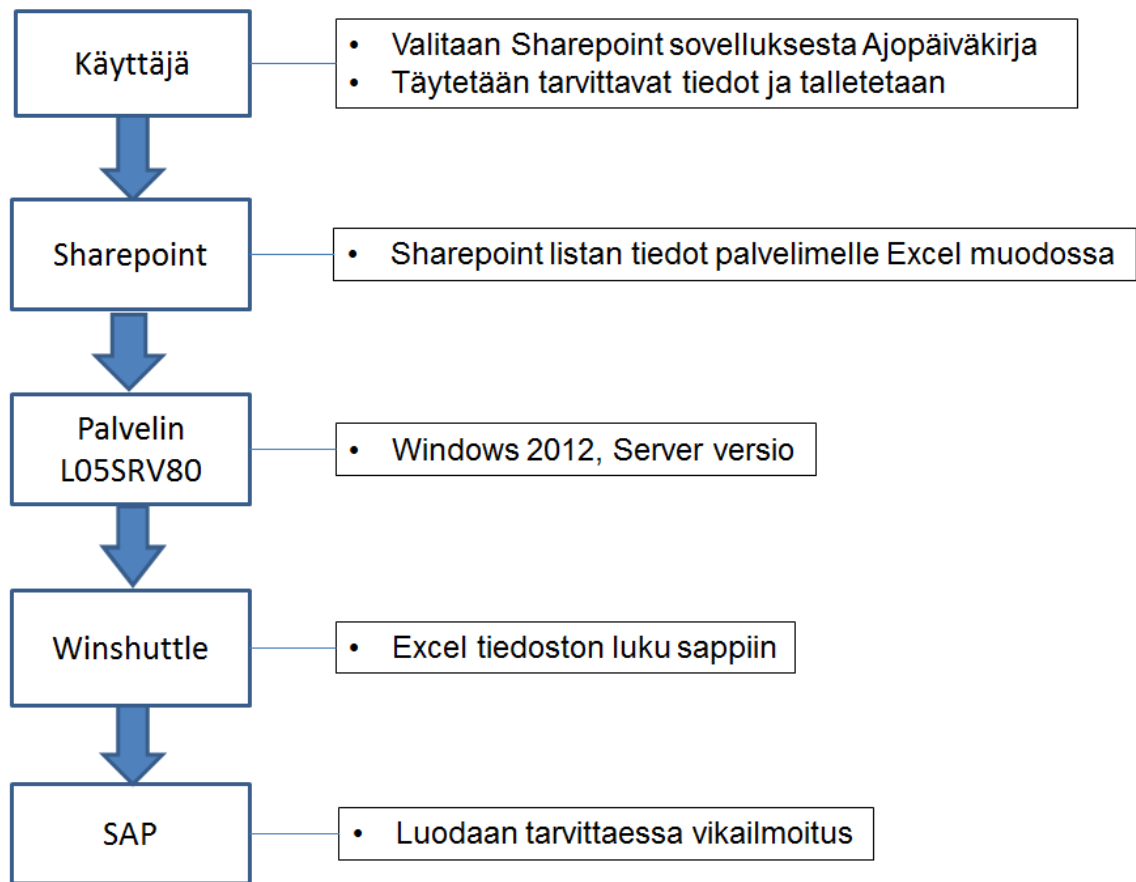 Käyttäjä
• Valitaan Sharepoint sovelluksesta Ajopäiväkirja
• Täytetään tarvittavat tiedot ja talletetaan
Sharepoint
• Sharepoint listan tiedot palvelimelle Excel muodossa
Palvelin
L05SRV80
• Windows 2012, Server versio
Winshuttle
• Excel tiedoston luku sappiin
SAP
• Luodaan tarvittaessa vikailmoitus